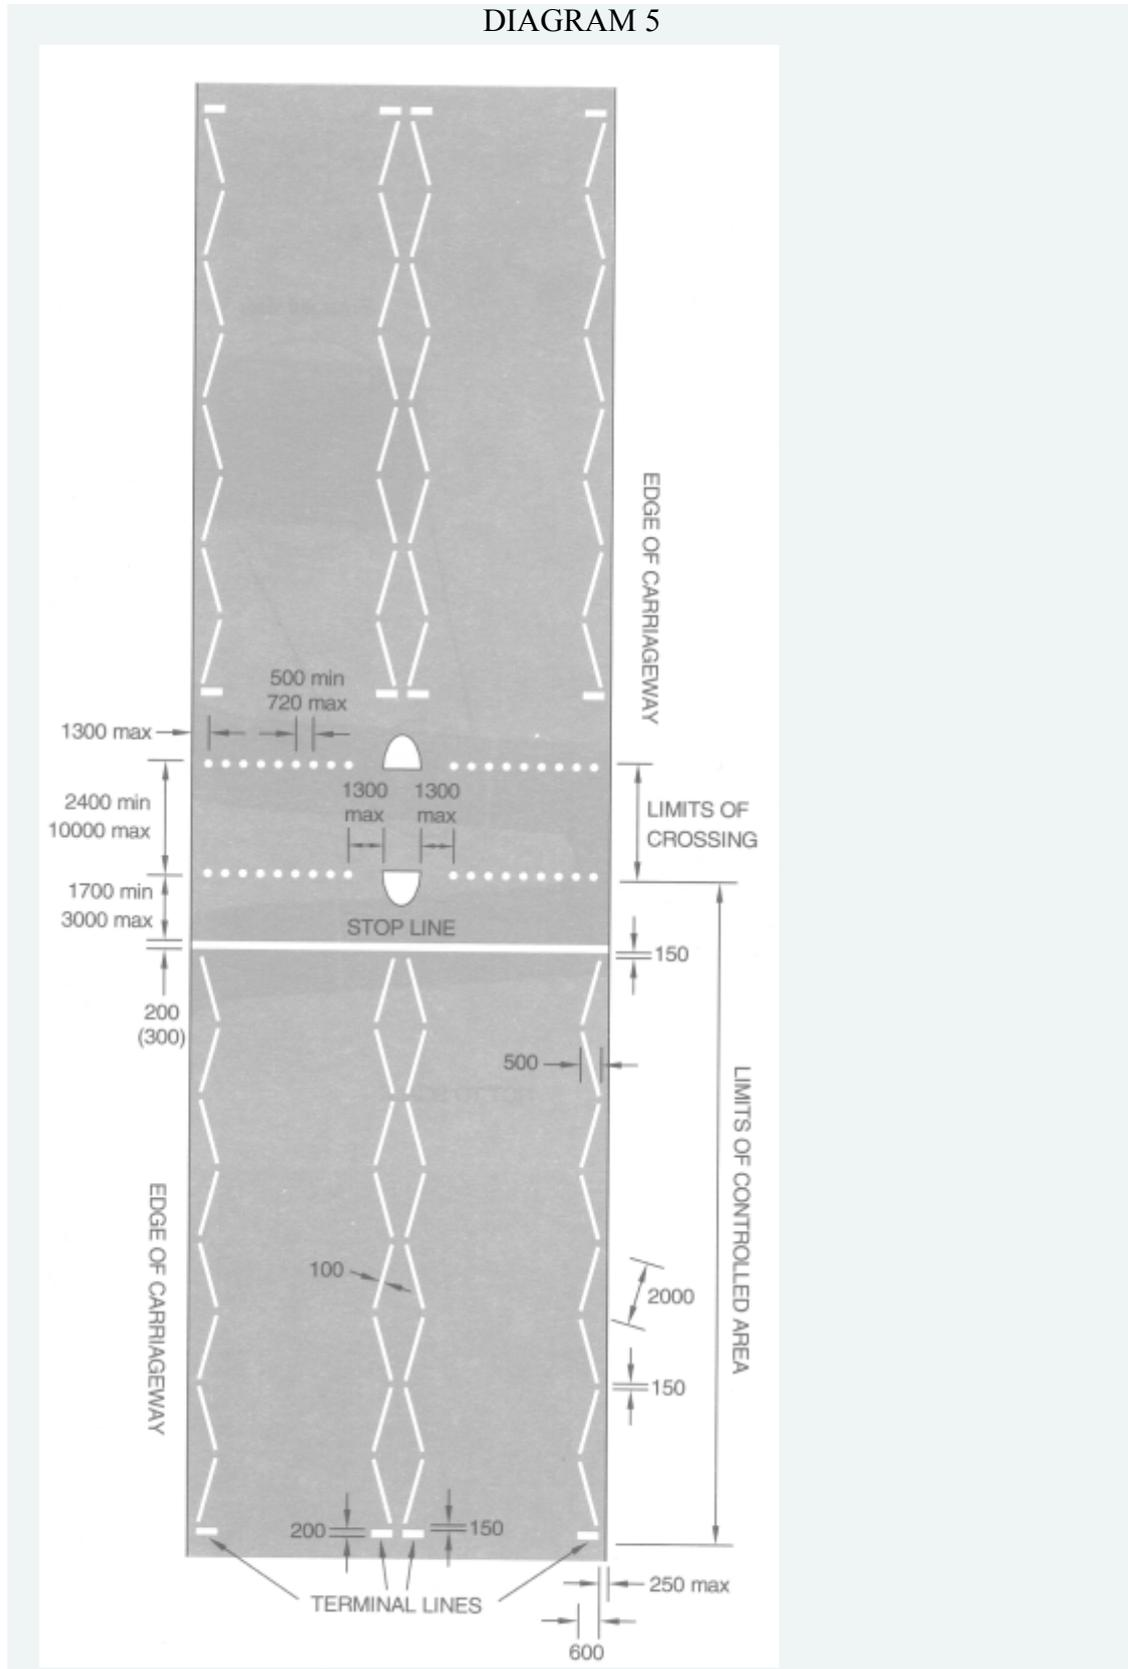 DIAGRAM 5
EDGE OF CARRIAGEWAY
500 min
720 max
1300 max
1300
max
1300
max
2400 min
10000 max
LIMITS OF
CROSSING
1700 min
3000 max
STOP LINE
150
200
(300)
500
LIMITS OF CONTROLLED AREA
EDGE OF CARRIAGEWAY
100
2000
150
200
150
TERMINAL LINES
250 max
600